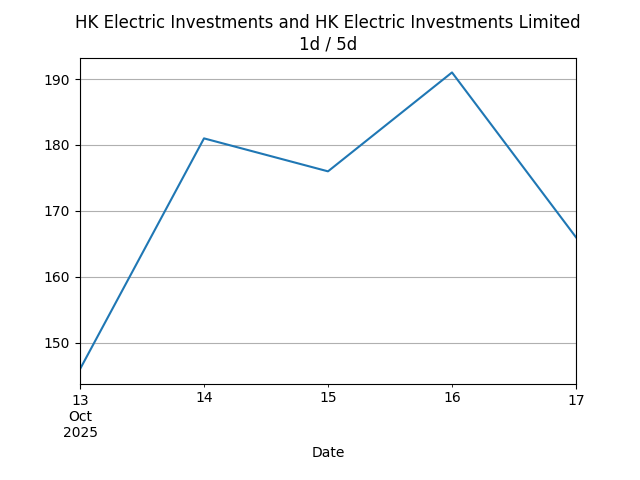 HK Electric Investments and HK Electric Investments Limited
1d / 5d
190
180
170
160
150
13 14 15 16 17
Oct
2025
Date